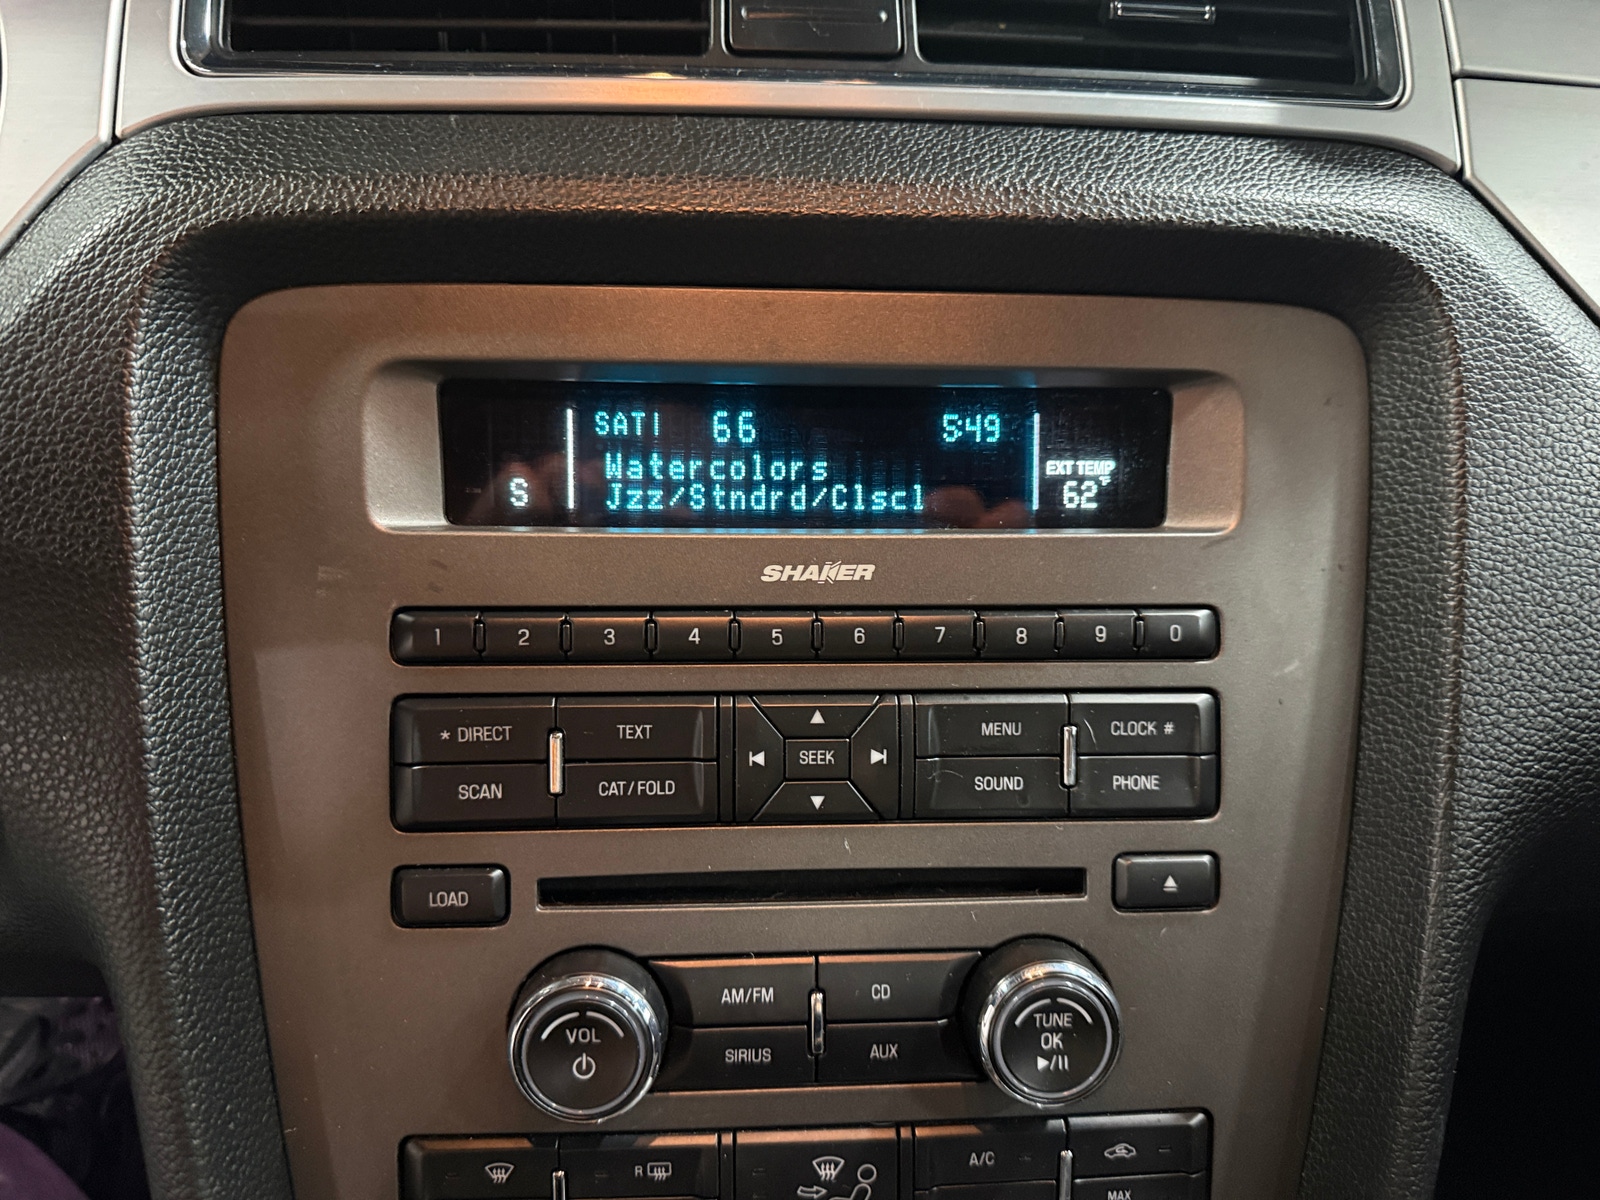 SAT1 66 5:49
Watercolors
EXT TEMP
S Jzz/Stndrd/Clscl 62°F
SHAKER
1 2 3 4 5 6 7 8 9 0
* DIRECT TEXT MENU CLOCK #
SEEK
SCAN CAT/FOLD SOUND PHONE
LOAD
AM/FM CD
VOL TUNE
OK
SIRIUS AUX
R A/C
MAX